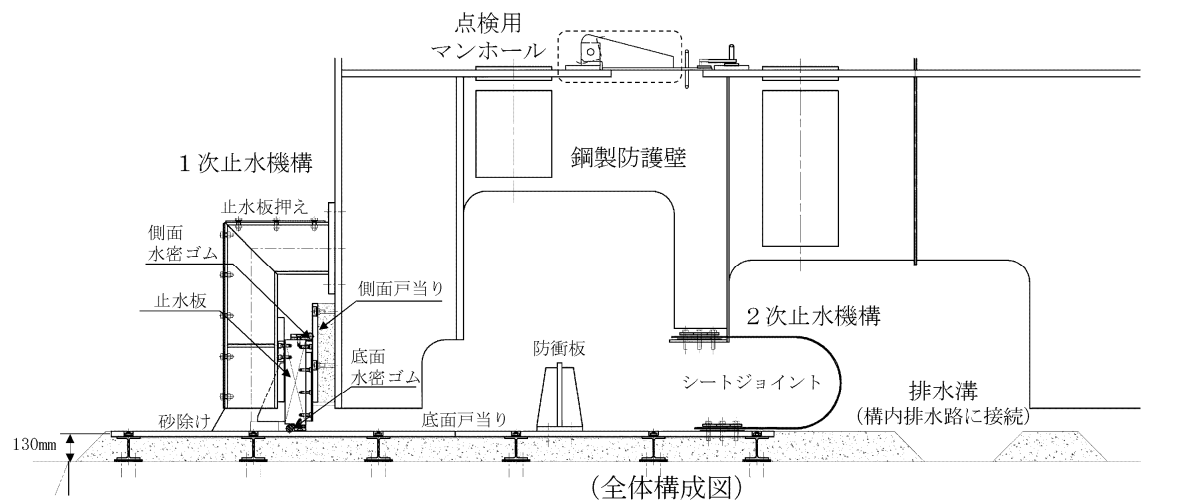 点検用
マンホール
鋼製防護壁
１次止水機構
止水板押え
側面
水密ゴム
側面戸当り
止水板
２次止水機構
底面
水密ゴム
防衝板
シートジョイント
排水溝
(構内排水路に接続)
砂除け
底面戸当り
130mm
(全体構成図)